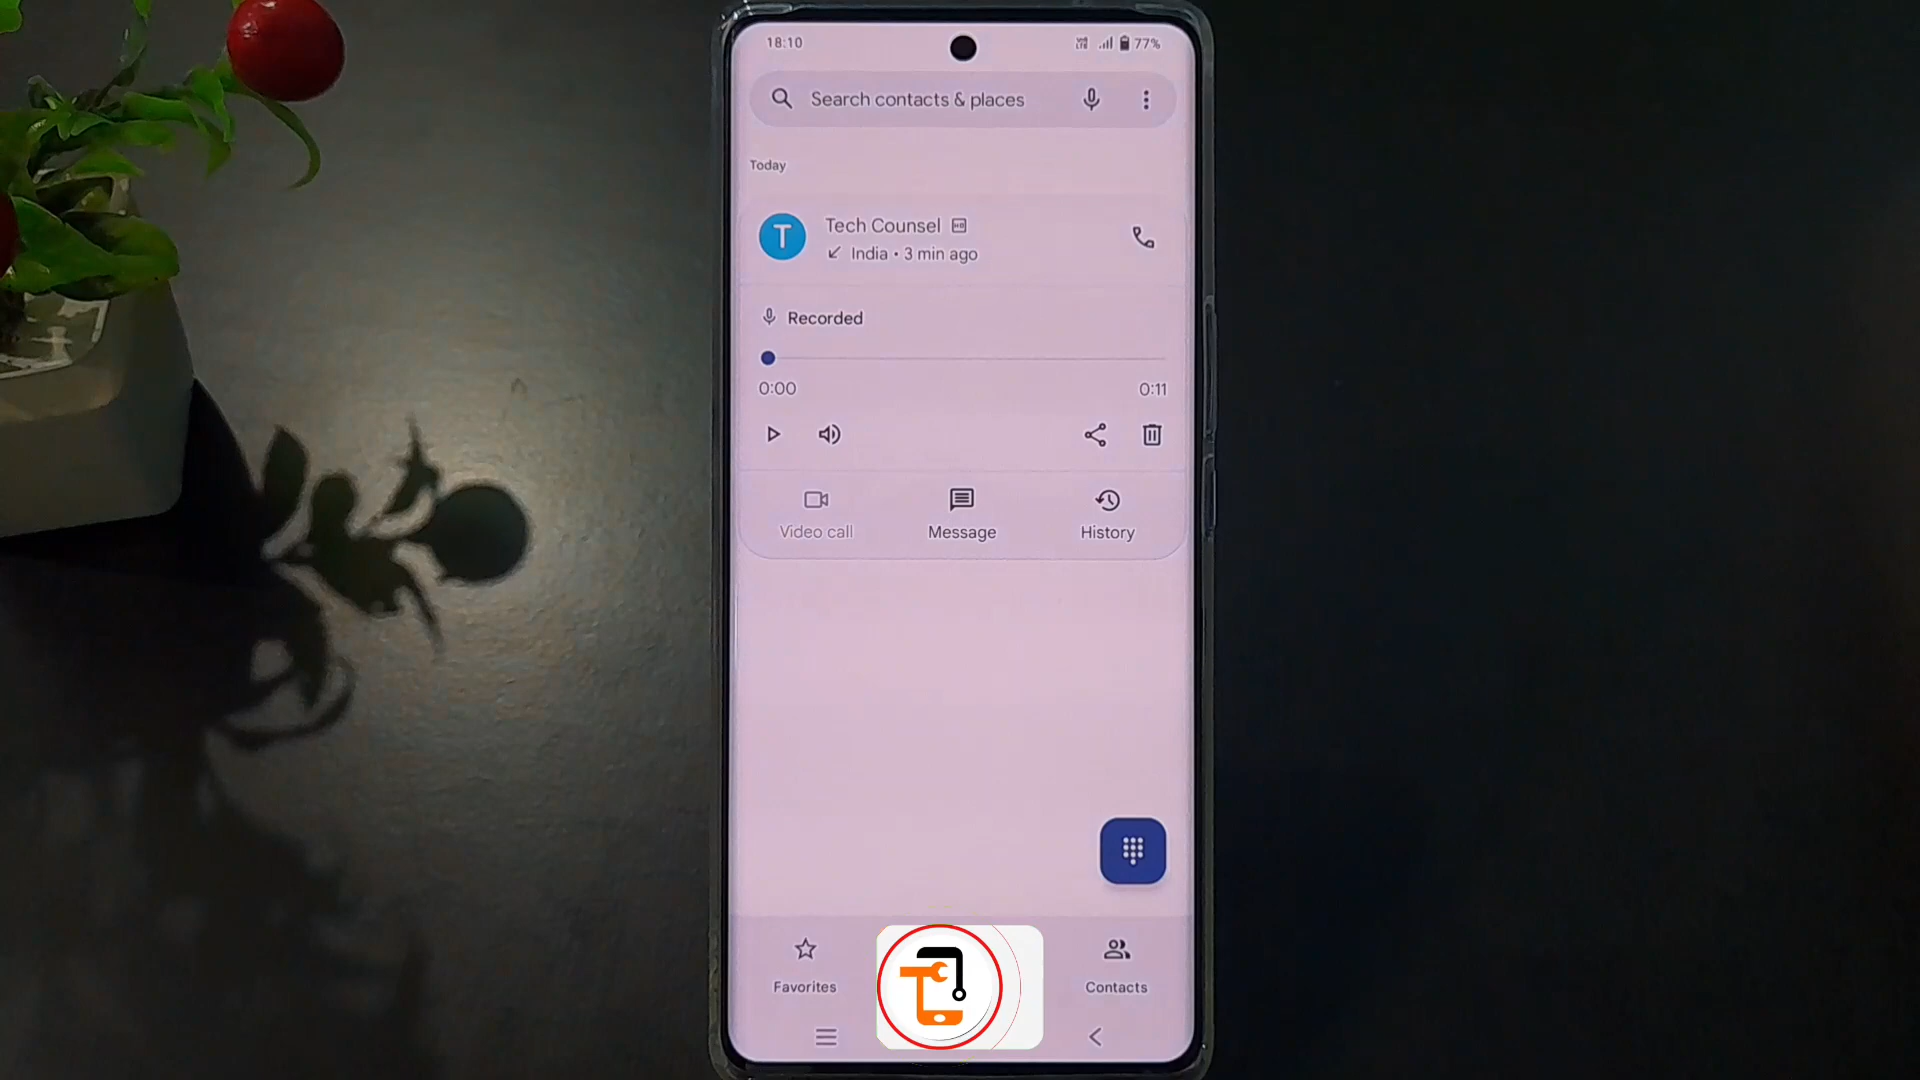 18:10
77%
Search contacts & places
Today
T
Tech Counsel HD
India • 3 min ago
Recorded
0:00
0:11
Video call
Message
History
Favorites
Contacts